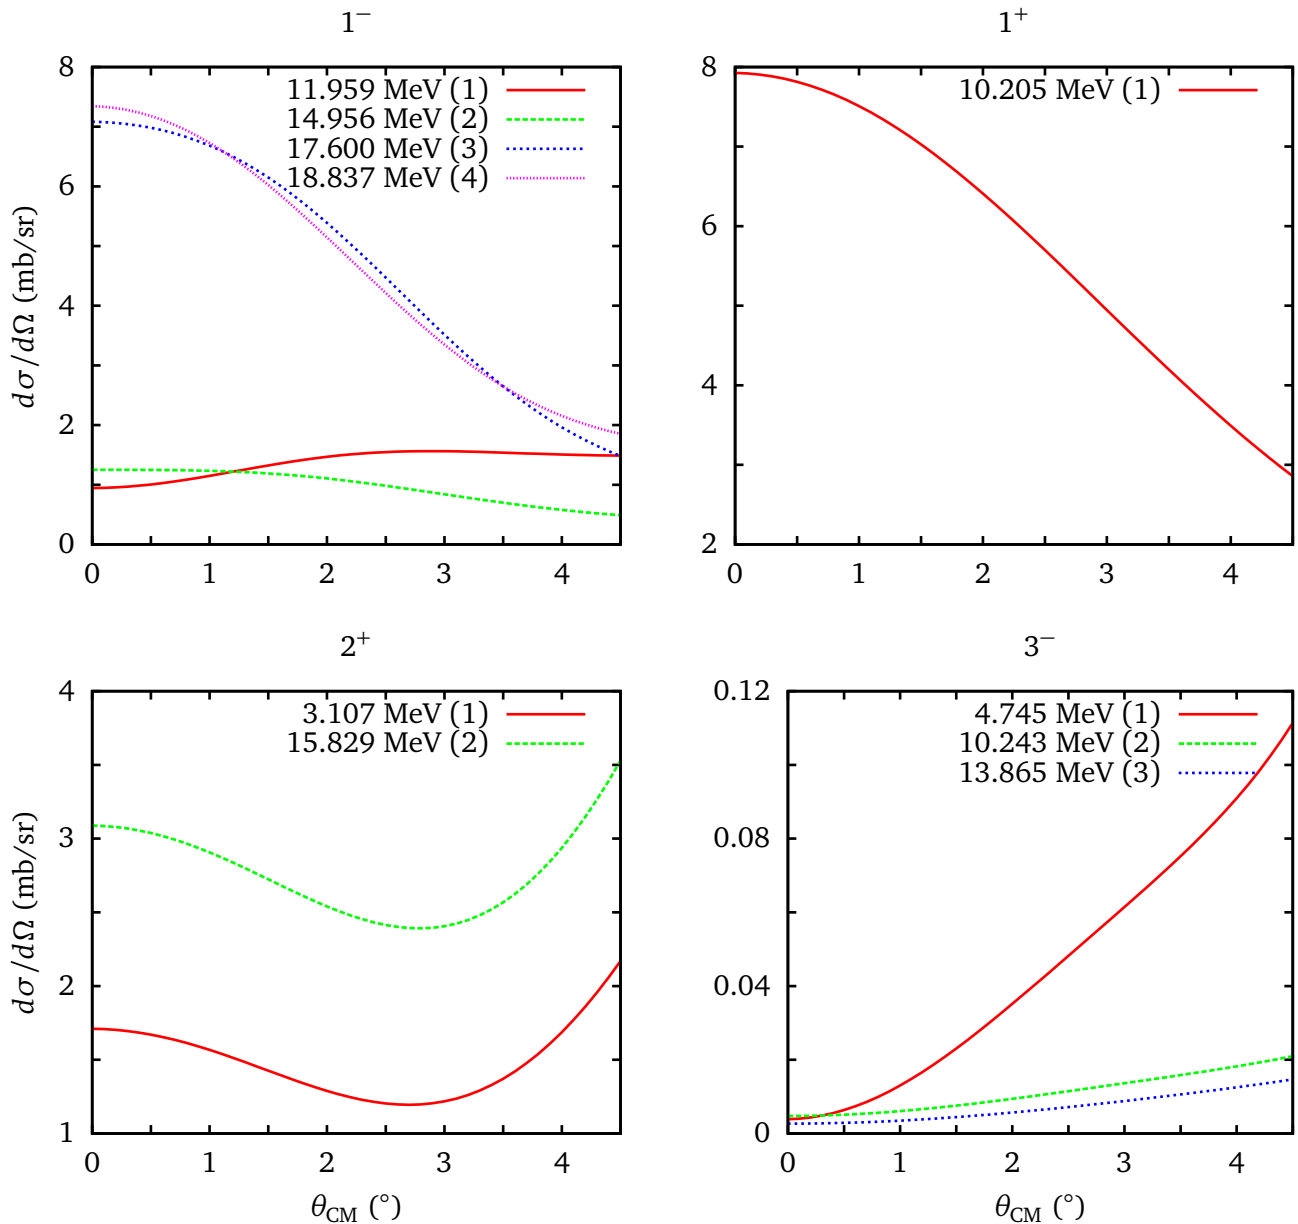 1⁻
1⁺
8
6
4
2
0
dσ/dΩ (mb/sr)
11.959 MeV (1)
14.956 MeV (2)
17.600 MeV (3)
18.837 MeV (4)
0 1 2 3 4
8
6
4
2
10.205 MeV (1)
0 1 2 3 4
2⁺
3⁻
4
3
2
1
dσ/dΩ (mb/sr)
3.107 MeV (1)
15.829 MeV (2)
0 1 2 3 4
θCM (°)
0.12
0.08
0.04
0
4.745 MeV (1)
10.243 MeV (2)
13.865 MeV (3)
0 1 2 3 4
θCM (°)